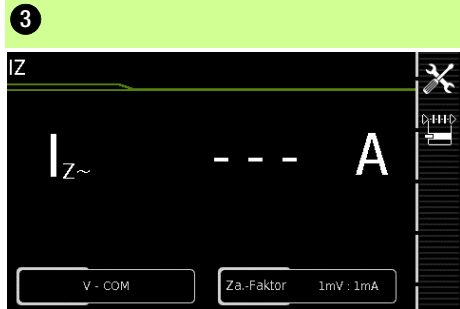 3
IZ
IZ~ - - - A
V - COM
Za.-Faktor 1mV : 1mA